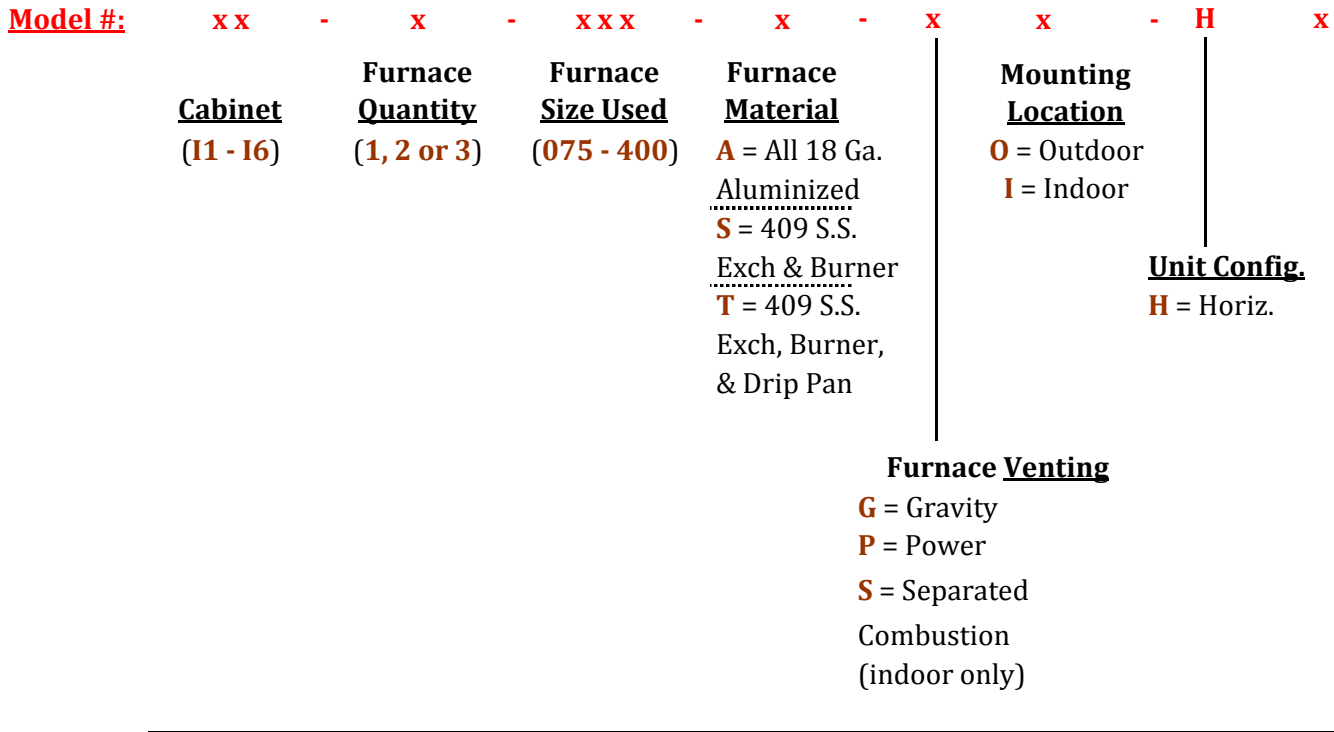 Model #: x x - x - x x x - x - x x - H x
Cabinet
(I1 - I6)
Furnace
Quantity
(1, 2 or 3)
Furnace
Size Used
(075 - 400)
Furnace
Material
A = All 18 Ga.
Aluminized
S = 409 S.S.
Exch & Burner
T = 409 S.S.
Exch, Burner,
& Drip Pan
Furnace Venting
G = Gravity
P = Power
S = Separated
Combustion
(indoor only)
Mounting
Location
O = Outdoor
I = Indoor
Unit Config.
H = Horiz.